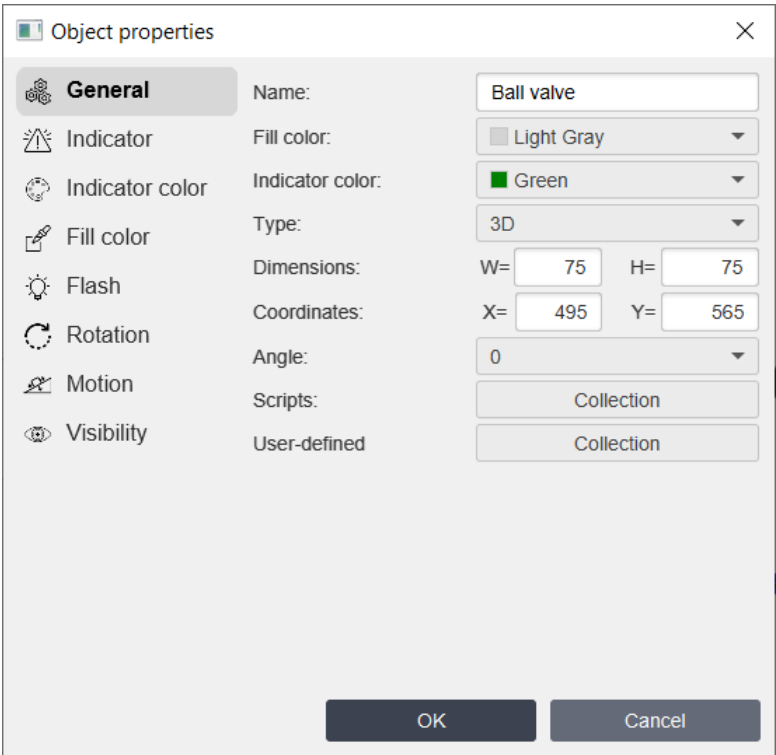 Object properties
General
Indicator
Indicator color
Fill color
Flash
Rotation
Motion
Visibility
Name: Ball valve
Fill color: Light Gray
Indicator color: Green
Type: 3D
Dimensions: W= 75 H= 75
Coordinates: X= 495 Y= 565
Angle: 0
Scripts: Collection
User-defined Collection
OK Cancel